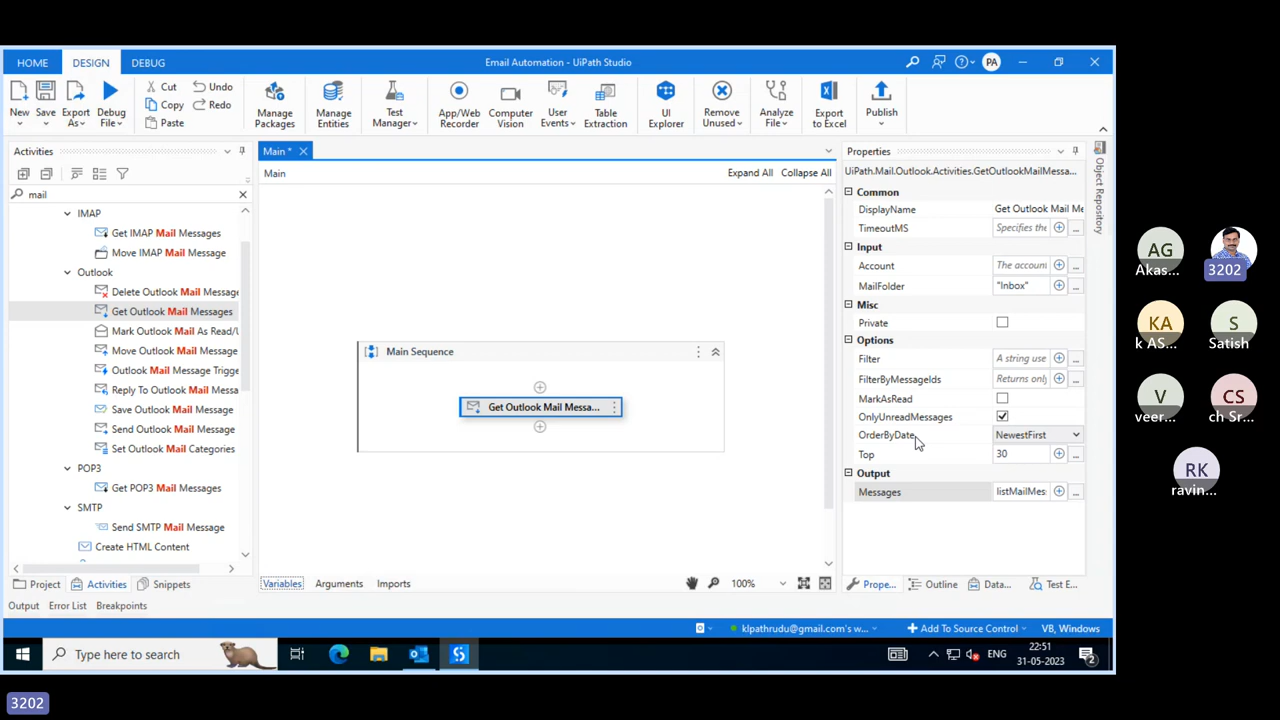 HOME
DESIGN
DEBUG
Email Automation - UiPath Studio
PA
New
Save
Export As
Debug File
Cut
Copy
Paste
Undo
Redo
Manage Packages
Manage Entities
Test Manager
App/Web Recorder
Computer Vision
User Events
Table Extraction
UI Explorer
Remove Unused
Analyze File
Export to Excel
Publish
Activities
mail
IMAP
Get IMAP Mail Messages
Move IMAP Mail Message
Outlook
Delete Outlook Mail Message
Get Outlook Mail Messages
Mark Outlook Mail As Read/U
Move Outlook Mail Message
Outlook Mail Message Trigge
Reply To Outlook Mail Messa
Save Outlook Mail Message
Send Outlook Mail Message
Set Outlook Mail Categories
POP3
Get POP3 Mail Messages
SMTP
Send SMTP Mail Message
Create HTML Content
Project
Activities
Snippets
Output
Error List
Breakpoints
Main *
Main
Expand All
Collapse All
Main Sequence
Get Outlook Mail Messa...
Variables
Arguments
Imports
100%
Properties
UiPath.Mail.Outlook.Activities.GetOutlookMailMessa...
Common
DisplayName Get Outlook Mail Me
TimeoutMS Specifies the ...
Input
Account The account ...
MailFolder "Inbox" ...
Misc
Private
Options
Filter A string use ...
FilterByMessageIds Returns only ...
MarkAsRead
OnlyUnreadMessages
OrderByDate NewestFirst
Top 30 ...
Output
Messages listMailMes ...
Prope...
Outline
Data...
Test E...
Object Repository
klpathrudu@gmail.com's w...
Add To Source Control
VB, Windows
Type here to search
ENG
22:51
31-05-2023
2
AG
Akas...
3202
KA
k AS...
S
Satish
V
veer...
CS
ch Sr...
RK
ravin...
3202